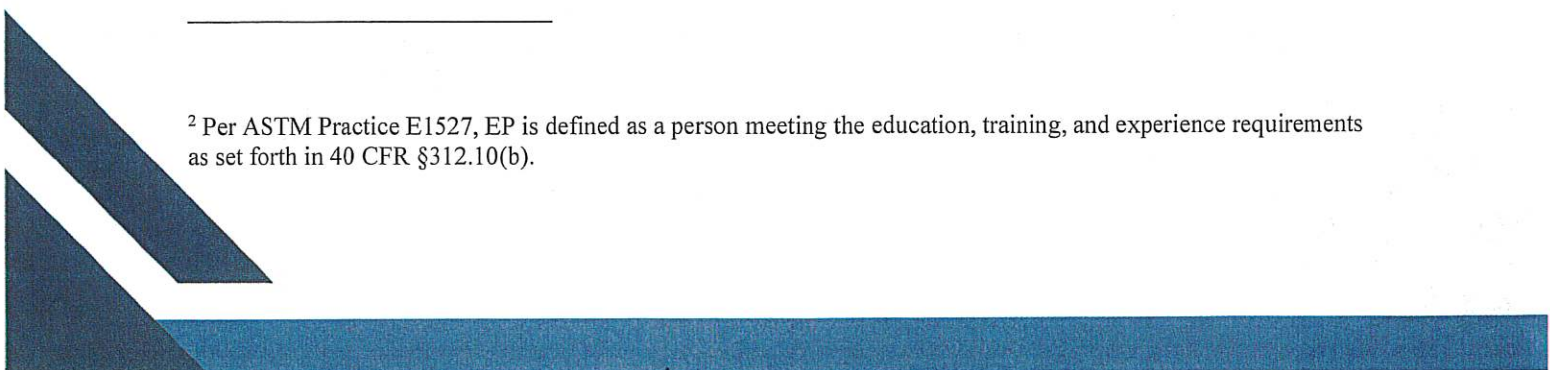 ² Per ASTM Practice E1527, EP is defined as a person meeting the education, training, and experience requirements
as set forth in 40 CFR §312.10(b).